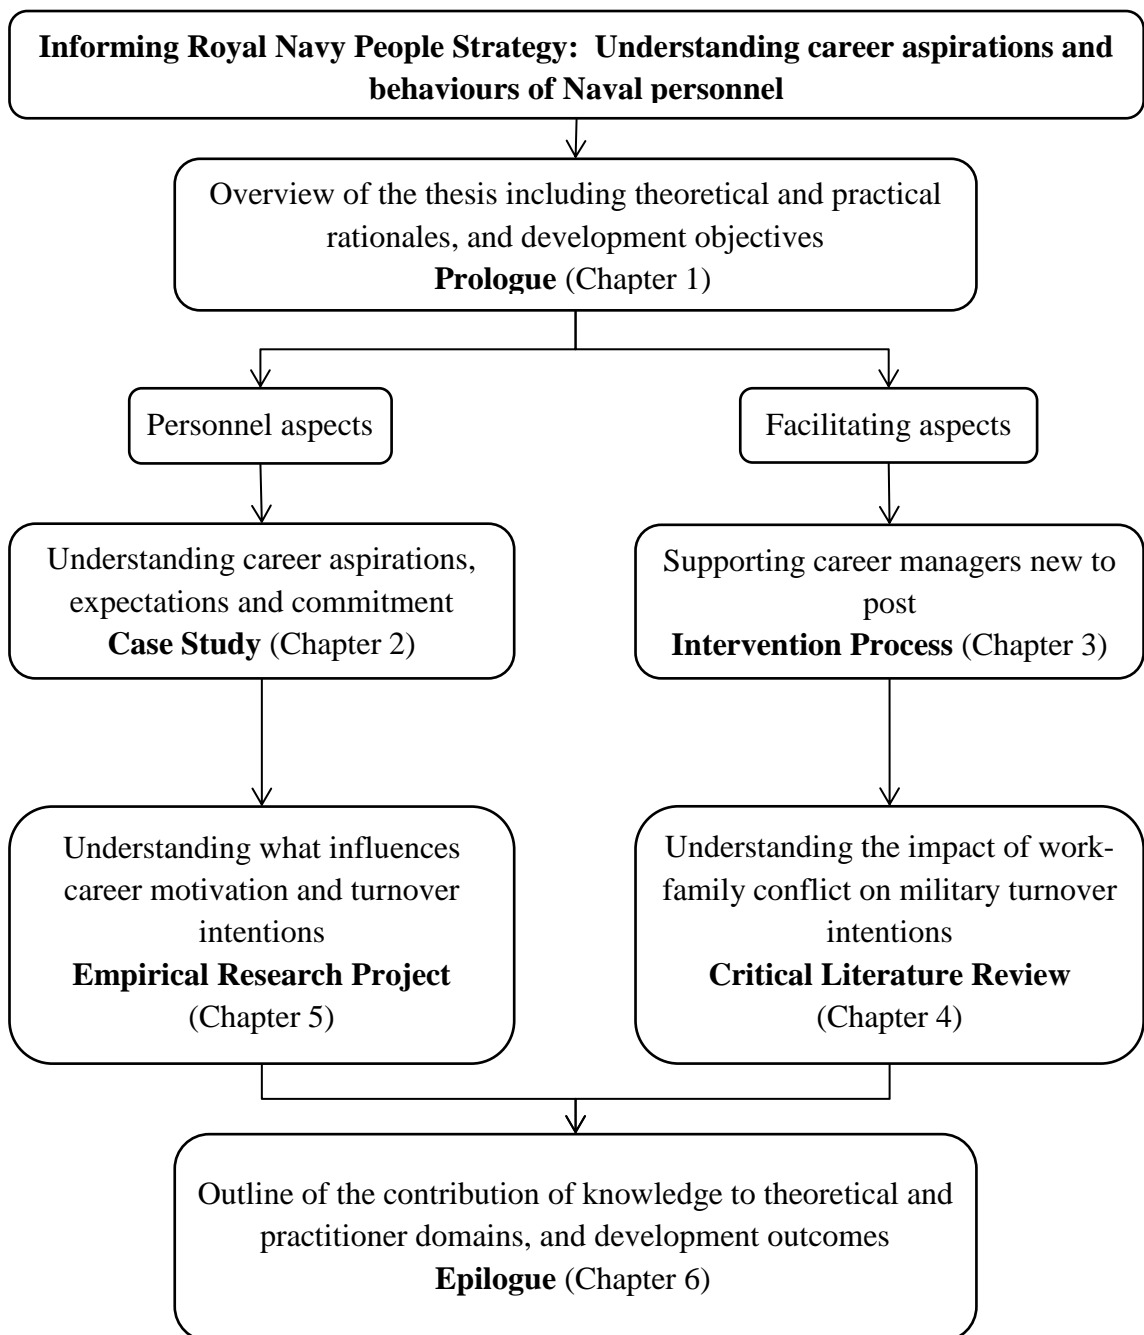 Informing Royal Navy People Strategy:  Understanding career aspirations and
behaviours of Naval personnel
Overview of the thesis including theoretical and practical
rationales, and development objectives
Prologue (Chapter 1)
Personnel aspects
Facilitating aspects
Understanding career aspirations,
expectations and commitment
Case Study (Chapter 2)
Supporting career managers new to
post
Intervention Process (Chapter 3)
Understanding what influences
career motivation and turnover
intentions
Empirical Research Project
(Chapter 5)
Understanding the impact of work-
family conflict on military turnover
intentions
Critical Literature Review
(Chapter 4)
Outline of the contribution of knowledge to theoretical and
practitioner domains, and development outcomes
Epilogue (Chapter 6)